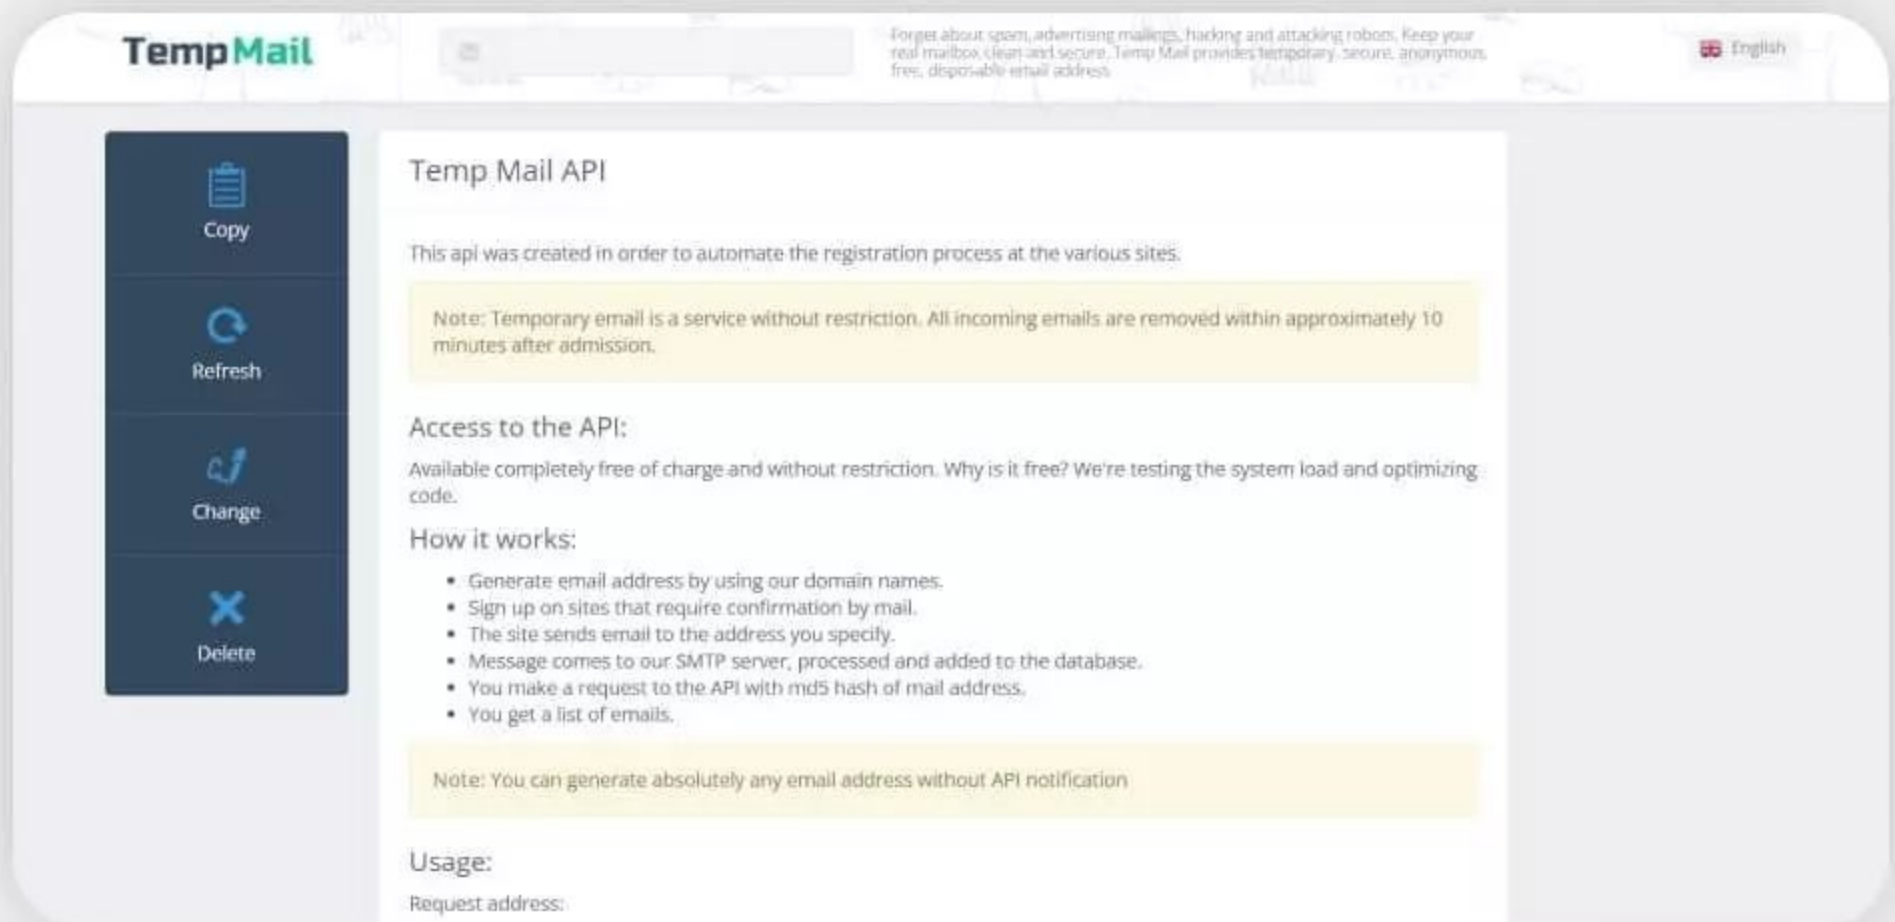 TempMail
Forget about spam, advertising mailings, hacking and attacking robots. Keep your
real mailbox clean and secure. Temp Mail provides temporary, secure, anonymous,
free, disposable email address.
English
Copy
Refresh
Change
Delete
Temp Mail API
This api was created in order to automate the registration process at the various sites.
Note: Temporary email is a service without restriction. All incoming emails are removed within approximately 10
minutes after admission.
Access to the API:
Available completely free of charge and without restriction. Why is it free? We're testing the system load and optimizing
code.
How it works:
• Generate email address by using our domain names.
• Sign up on sites that require confirmation by mail.
• The site sends email to the address you specify.
• Message comes to our SMTP server, processed and added to the database.
• You make a request to the API with md5 hash of mail address.
• You get a list of emails.
Note: You can generate absolutely any email address without API notification
Usage:
Request address: